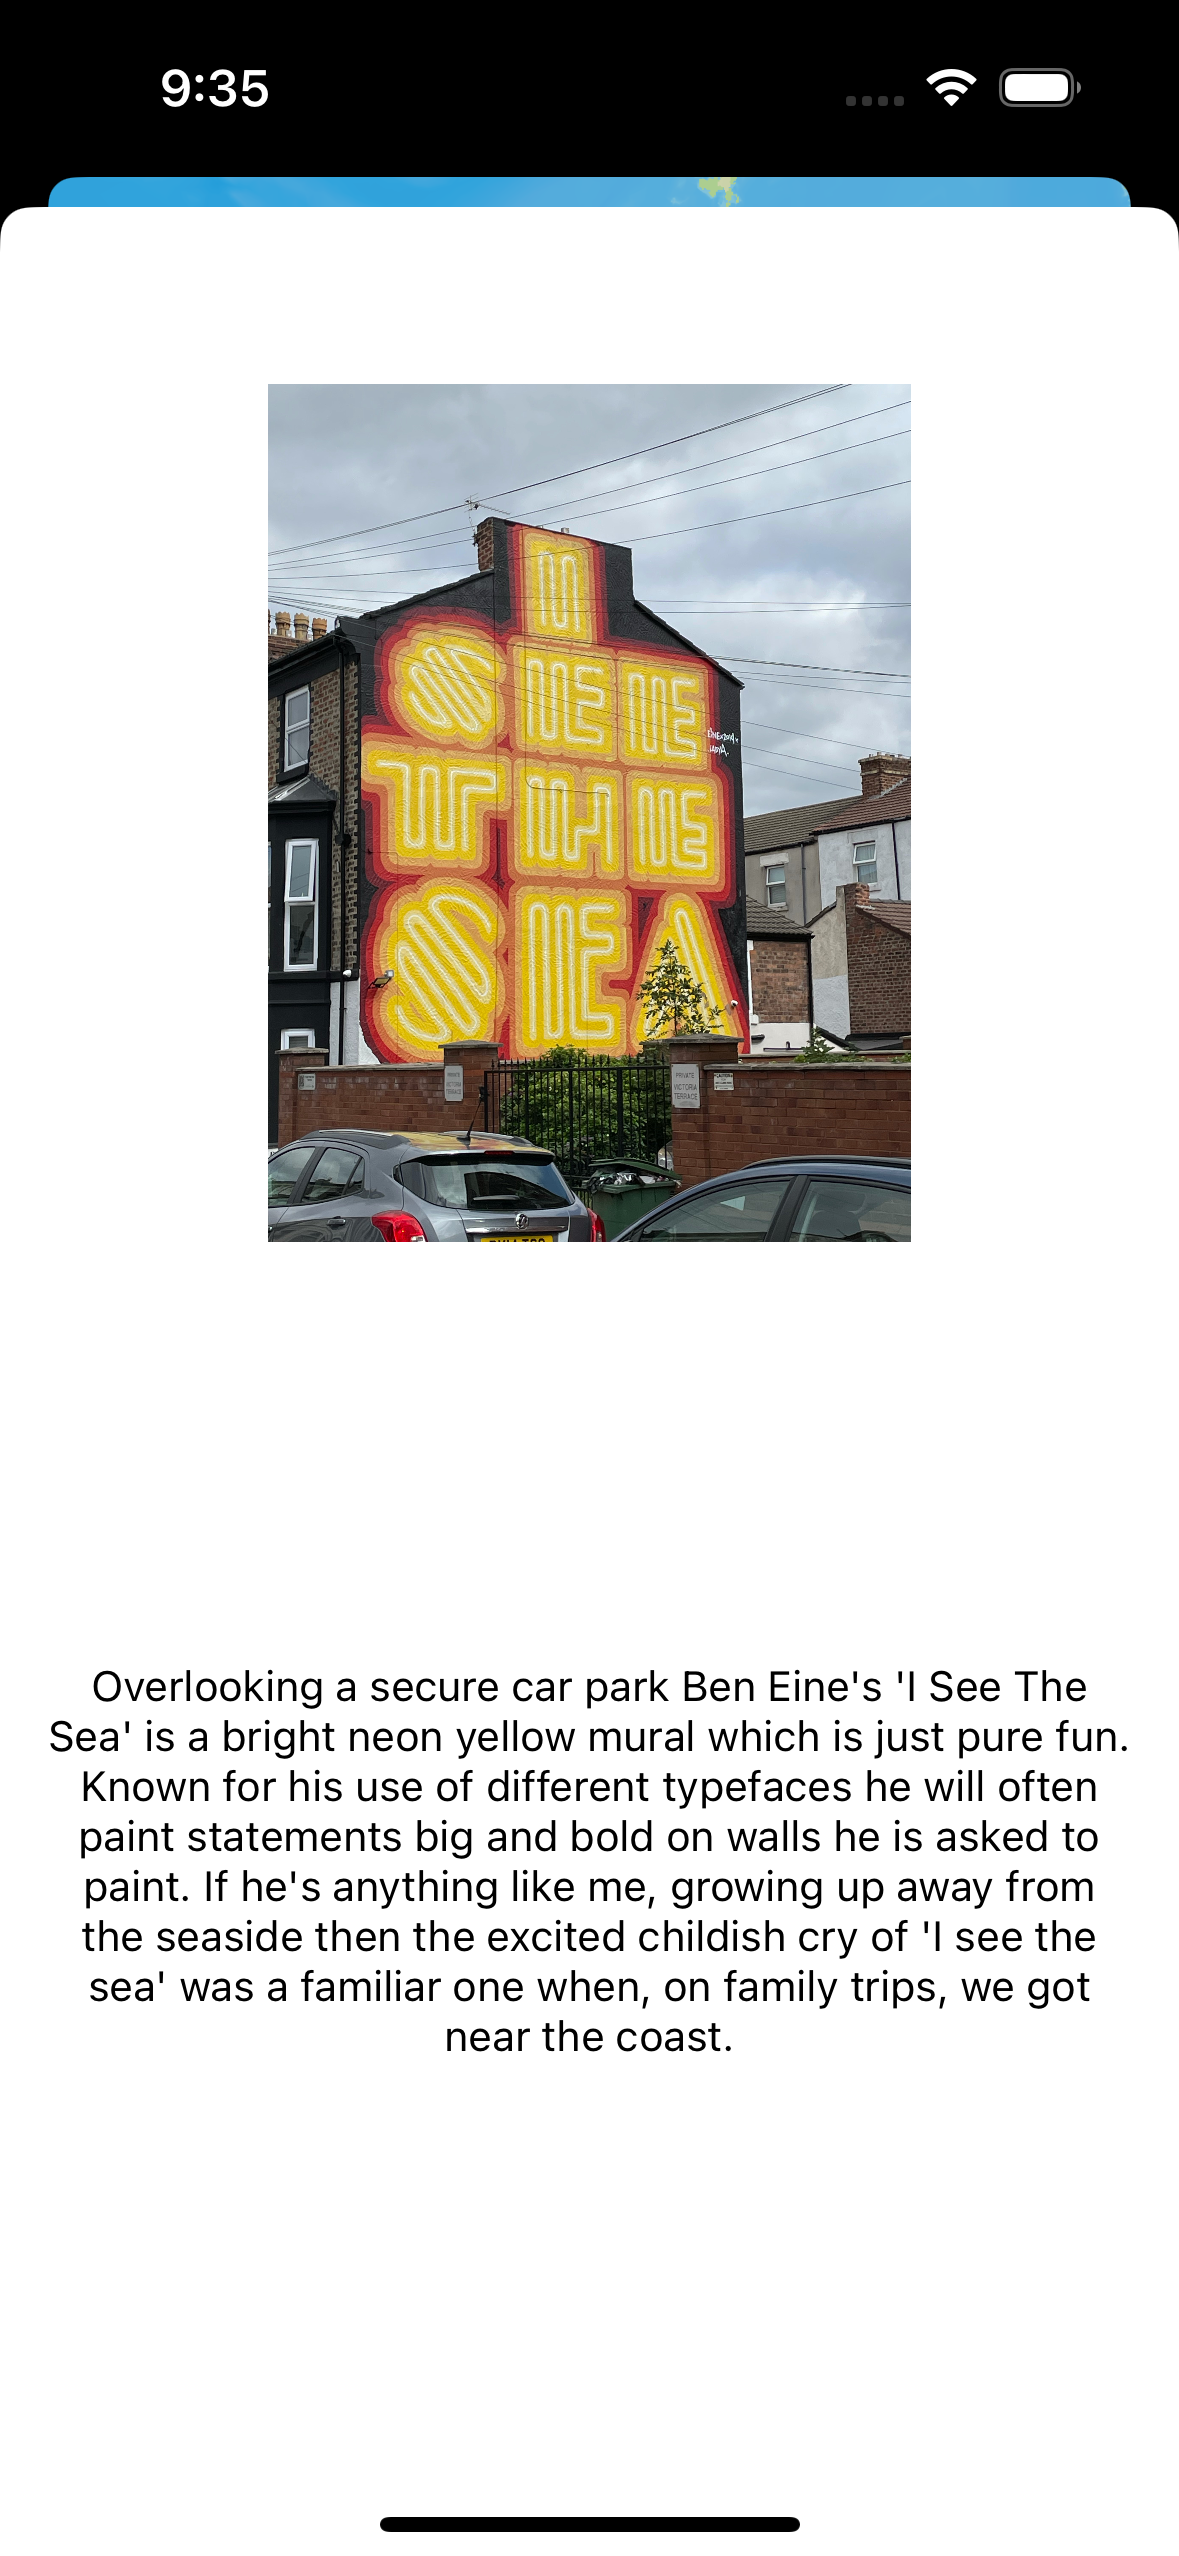 9:35
I
SEE
THE
SEA
PRIVATE
VICTORIA
TERRACE
PRIVATE
VICTORIA
TERRACE
Overlooking a secure car park Ben Eine's 'I See The
Sea' is a bright neon yellow mural which is just pure fun.
Known for his use of different typefaces he will often
paint statements big and bold on walls he is asked to
paint. If he's anything like me, growing up away from
the seaside then the excited childish cry of 'I see the
sea' was a familiar one when, on family trips, we got
near the coast.